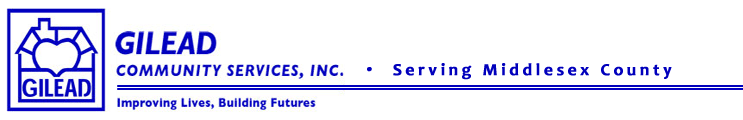 GILEAD
GILEAD
COMMUNITY SERVICES, INC. • Serving Middlesex County
Improving Lives, Building Futures